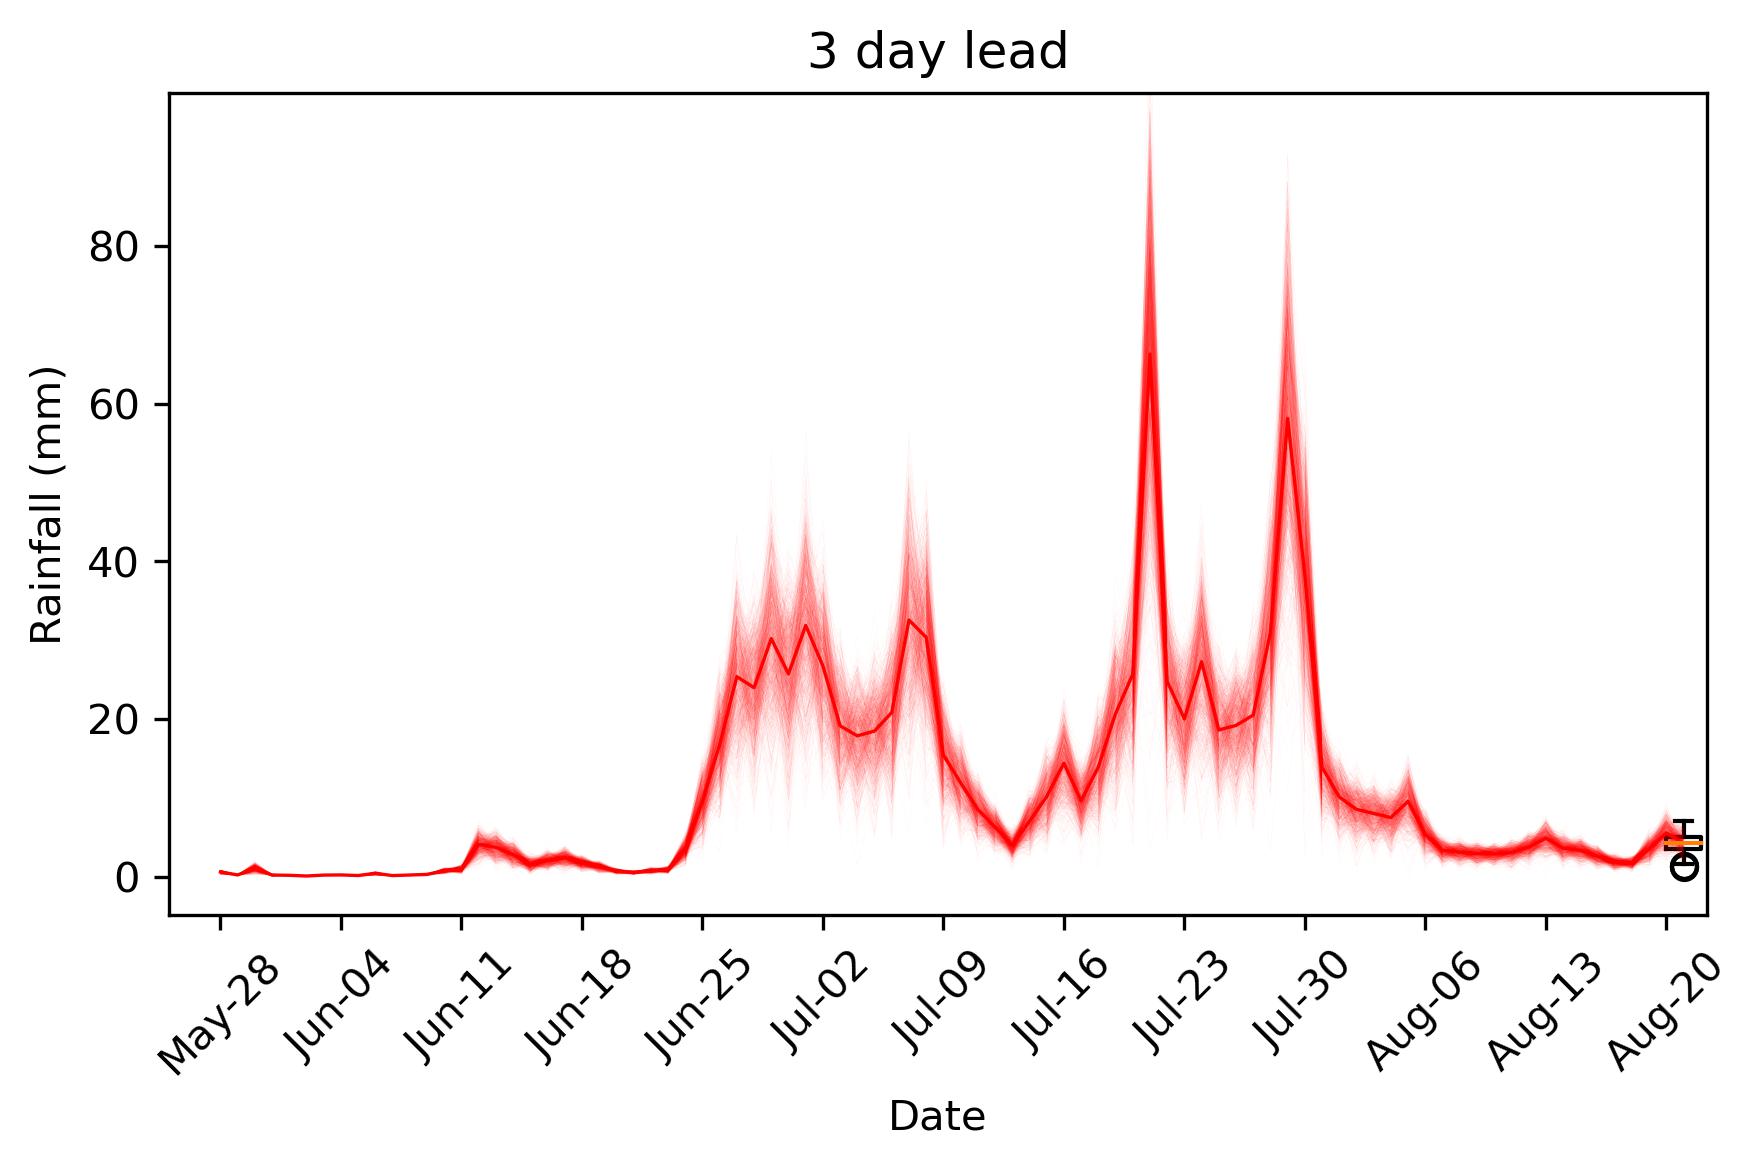 3 day lead
Rainfall (mm)
80
60
40
20
0
May-28
Jun-04
Jun-11
Jun-18
Jun-25
Jul-02
Jul-09
Jul-16
Jul-23
Jul-30
Aug-06
Aug-13
Aug-20
Date